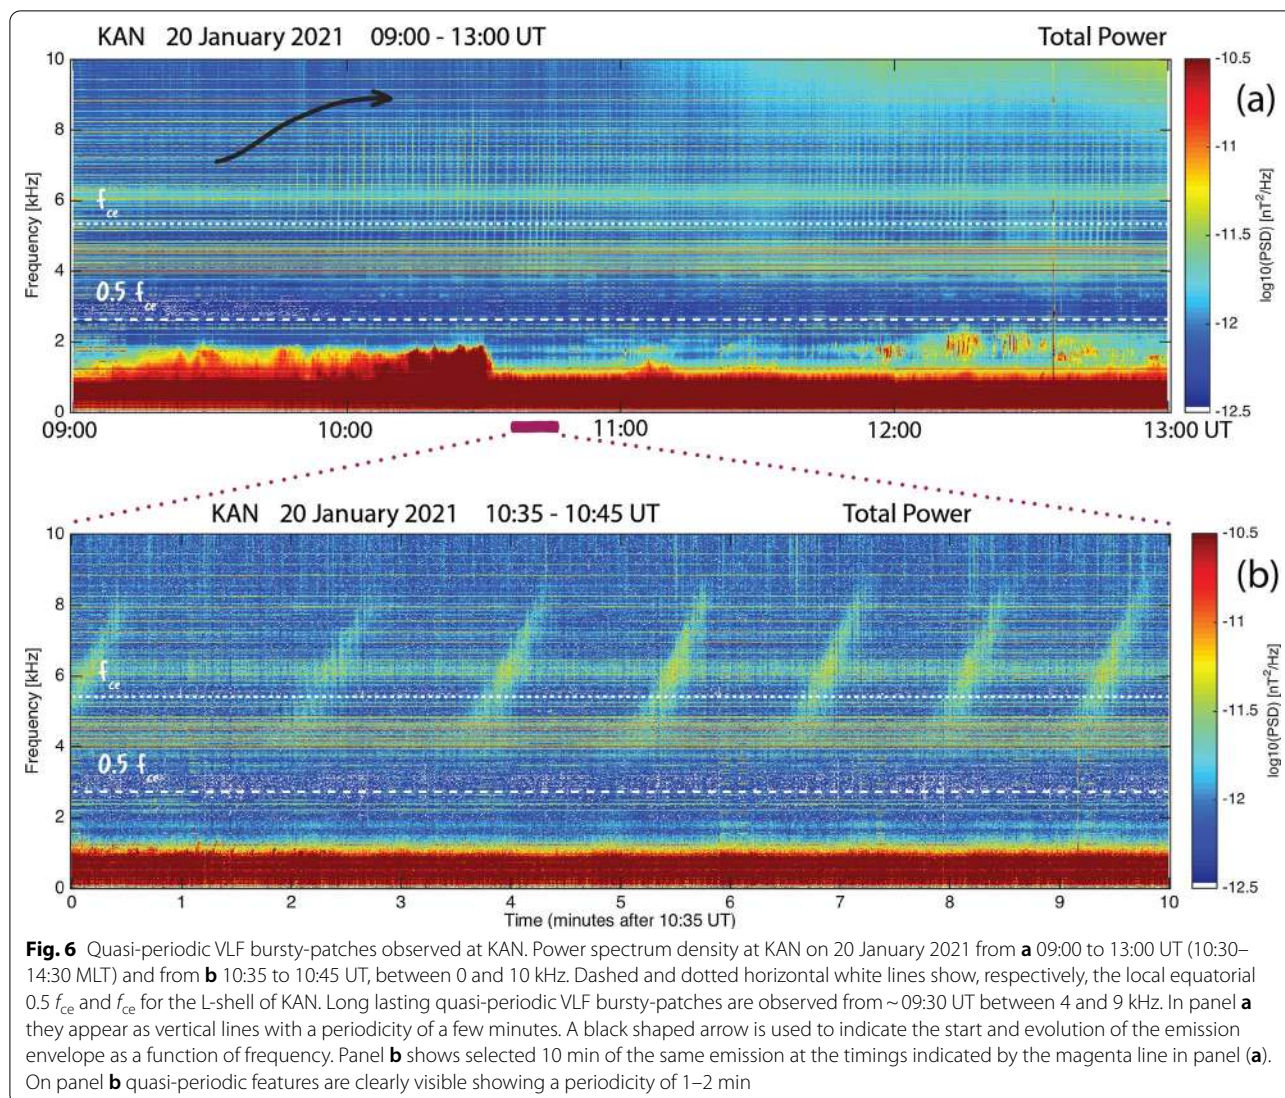 KAN 20 January 2021 09:00 - 13:00 UT Total Power
10
8
6
4
2
0
Frequency [kHz]
f_ce
0.5 f_ce
(a)
-10.5
-11
-11.5
-12
-12.5
log10(PSD) [nT²/Hz]
09:00 10:00 11:00 12:00 13:00 UT
KAN 20 January 2021 10:35 - 10:45 UT Total Power
10
8
6
4
2
0
Frequency [kHz]
f_ce
0.5 f_ce
(b)
-10.5
-11
-11.5
-12
-12.5
log10(PSD) [nT²/Hz]
0 1 2 3 4 5 6 7 8 9 10
Time (minutes after 10:35 UT)
Fig. 6 Quasi-periodic VLF bursty-patches observed at KAN. Power spectrum density at KAN on 20 January 2021 from a 09:00 to 13:00 UT (10:30–
14:30 MLT) and from b 10:35 to 10:45 UT, between 0 and 10 kHz. Dashed and dotted horizontal white lines show, respectively, the local equatorial
0.5 f_ce and f_ce for the L-shell of KAN. Long lasting quasi-periodic VLF bursty-patches are observed from ~ 09:30 UT between 4 and 9 kHz. In panel a
they appear as vertical lines with a periodicity of a few minutes. A black shaped arrow is used to indicate the start and evolution of the emission
envelope as a function of frequency. Panel b shows selected 10 min of the same emission at the timings indicated by the magenta line in panel (a).
On panel b quasi-periodic features are clearly visible showing a periodicity of 1–2 min